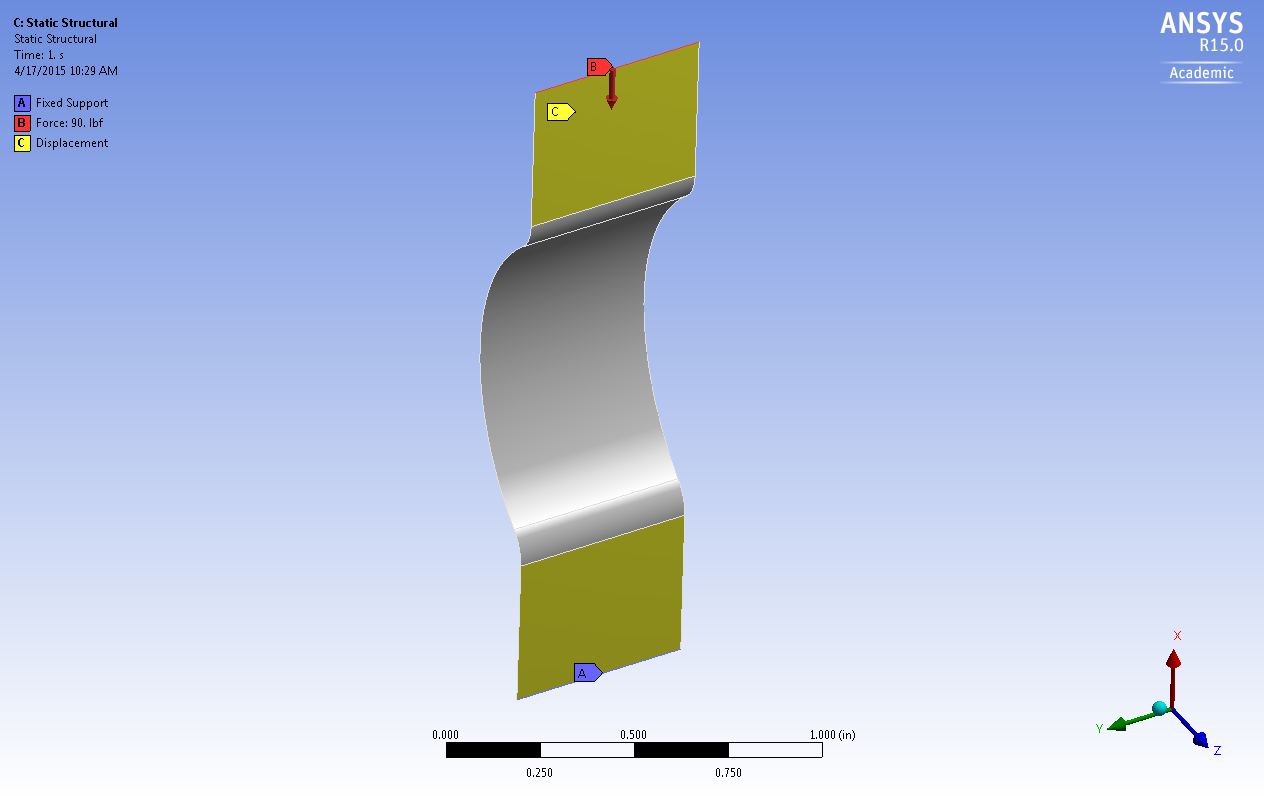 C: Static Structural
Static Structural
Time: 1. s
4/17/2015 10:29 AM
A Fixed Support
B Force: 90. lbf
C Displacement
ANSYS
R15.0
Academic
B
C
A
0.000 0.500 1.000 (in)
0.250 0.750
X
Y
Z